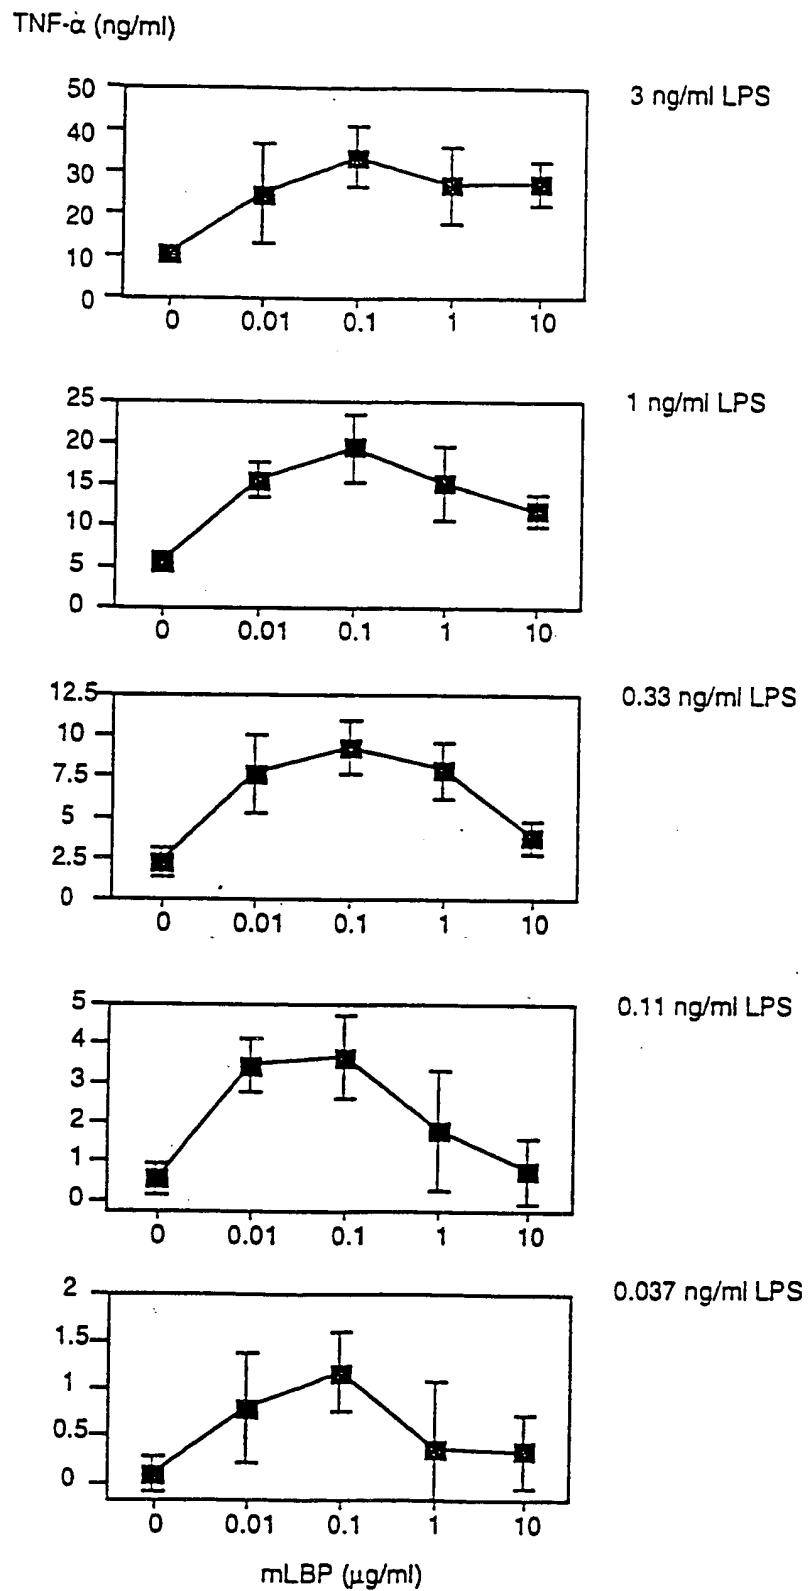 TNF-α (ng/ml)
3 ng/ml LPS
50
40
30
20
10
0
0 0.01 0.1 1 10
1 ng/ml LPS
25
20
15
10
5
0
0 0.01 0.1 1 10
0.33 ng/ml LPS
12.5
10
7.5
5
2.5
0
0 0.01 0.1 1 10
0.11 ng/ml LPS
5
4
3
2
1
0
0 0.01 0.1 1 10
0.037 ng/ml LPS
2
1.5
1
0.5
0
0 0.01 0.1 1 10
mLBP (μg/ml)